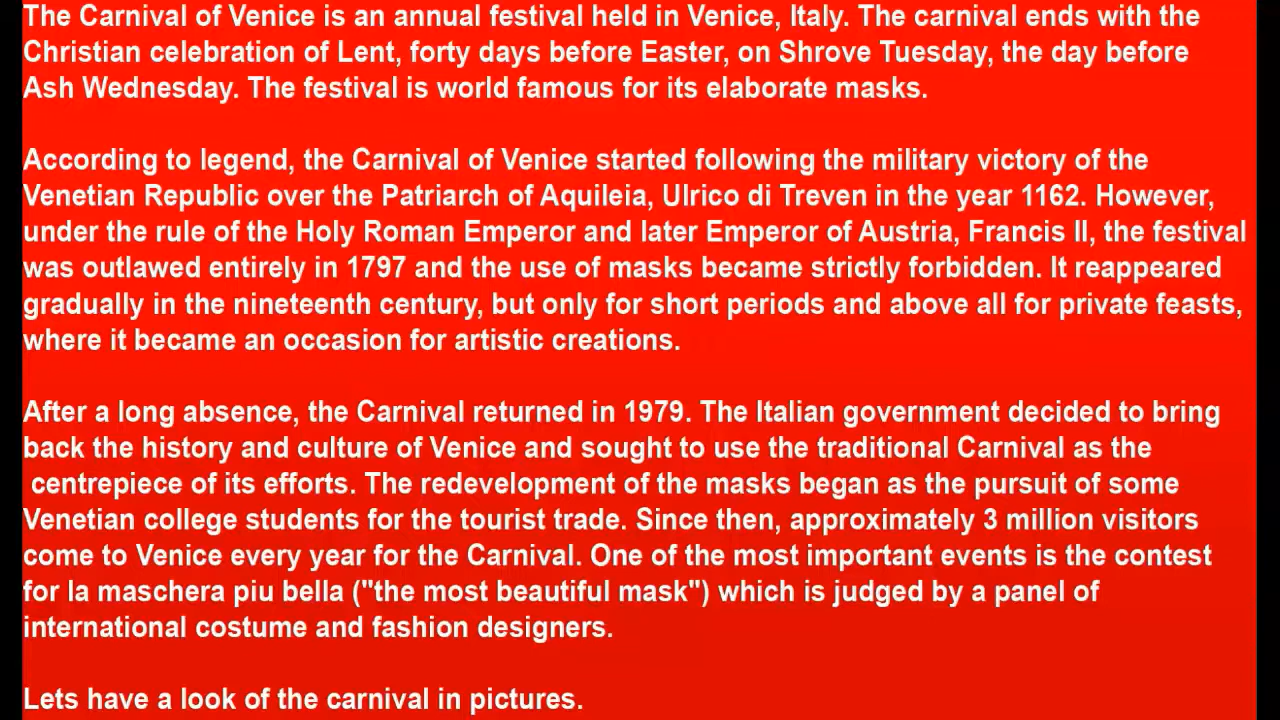 The Carnival of Venice is an annual festival held in Venice, Italy. The carnival ends with the
Christian celebration of Lent, forty days before Easter, on Shrove Tuesday, the day before
Ash Wednesday. The festival is world famous for its elaborate masks.
According to legend, the Carnival of Venice started following the military victory of the
Venetian Republic over the Patriarch of Aquileia, Ulrico di Treven in the year 1162. However,
under the rule of the Holy Roman Emperor and later Emperor of Austria, Francis II, the festival
was outlawed entirely in 1797 and the use of masks became strictly forbidden. It reappeared
gradually in the nineteenth century, but only for short periods and above all for private feasts,
where it became an occasion for artistic creations.
After a long absence, the Carnival returned in 1979. The Italian government decided to bring
back the history and culture of Venice and sought to use the traditional Carnival as the
centrepiece of its efforts. The redevelopment of the masks began as the pursuit of some
Venetian college students for the tourist trade. Since then, approximately 3 million visitors
come to Venice every year for the Carnival. One of the most important events is the contest
for la maschera piu bella ("the most beautiful mask") which is judged by a panel of
international costume and fashion designers.
Lets have a look of the carnival in pictures.